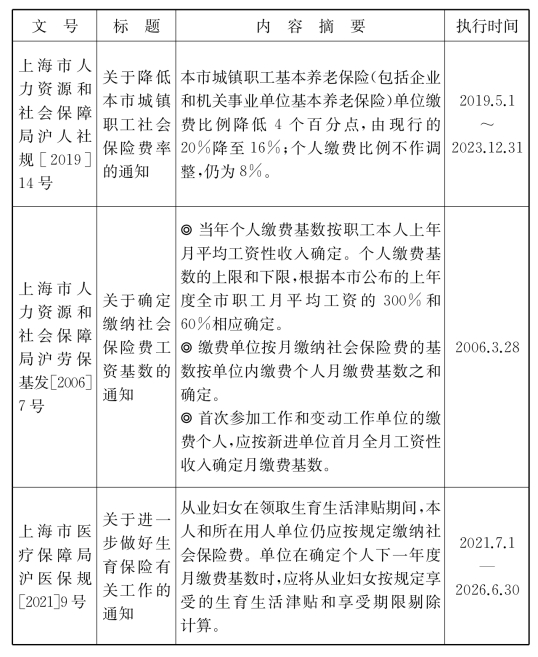 文 号 标 题 内 容 摘 要 执行时间
上海市人
力资源和
社会保障
局沪人社
规［2019］
14号
关于降低
本市城镇
职工社会
保险费率
的通知
本市城镇职工基本养老保险(包括企业
和机关事业单位基本养老保险)单位缴
费比例降低 4 个百分点，由现行的
20％降至 16％；个人缴费比例不作调
整，仍为 8％。
2019.5.1
～
2023.12.31
上海市人
力资源和
社会保障
局沪劳保
基发[2006]
7号
关于确定
缴纳社会
保险费工
资基数的
通知
◎ 当年个人缴费基数按职工本人上年
月平均工资性收入确定。个人缴费基
数的上限和下限，根据本市公布的上年
度全市职工月平均工资的 300％和
60％相应确定。
◎ 缴费单位按月缴纳社会保险费的基
数按单位内缴费个人月缴费基数之和
确定。
◎ 首次参加工作和变动工作单位的缴
费个人，应按新进单位首月全月工资性
收入确定月缴费基数。
2006.3.28
上海市医
疗保障局
沪医保规
[2021]9号
关于进一
步做好生
育保险有
关工作的
通知
从业妇女在领取生育生活津贴期间，本
人和所在用人单位仍应按规定缴纳社
会保险费。单位在确定个人下一年度
月缴费基数时，应将从业妇女按规定享
受的生育生活津贴和享受期限剔除
计算。
2021.7.1
—
2026.6.30